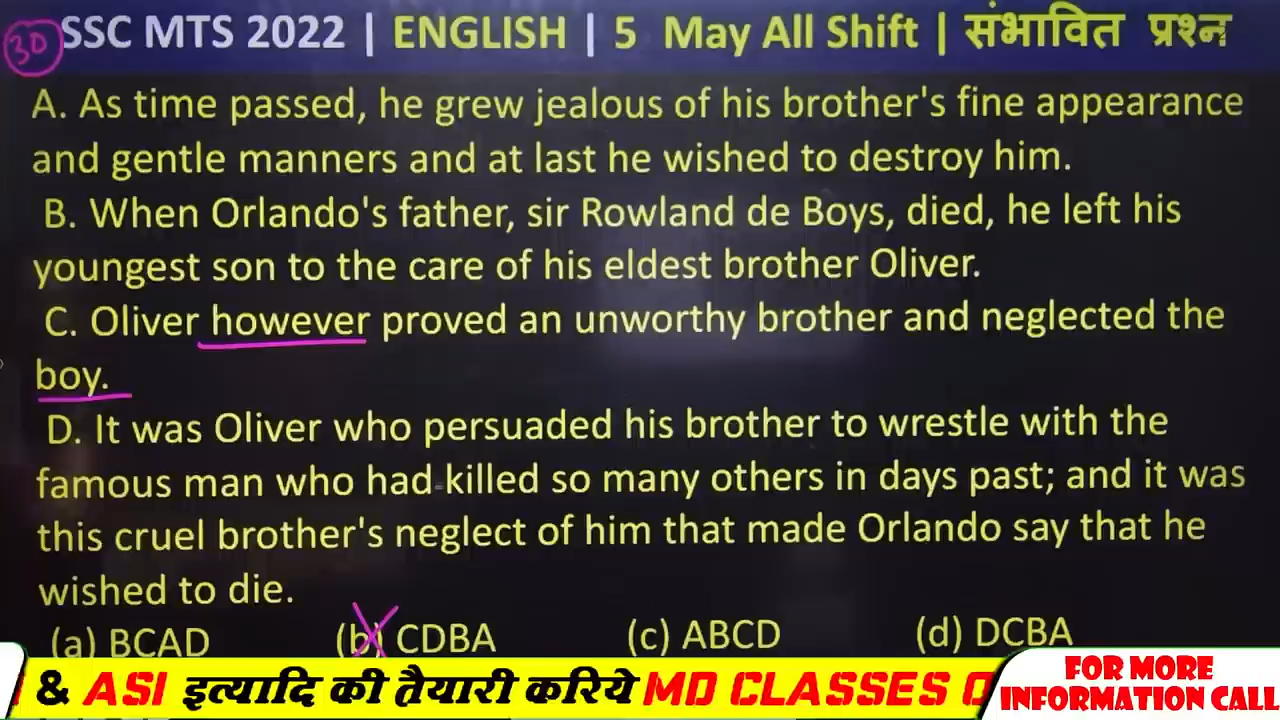 30 SSC MTS 2022 | ENGLISH | 5 May All Shift | संभावित प्रश्न
A. As time passed, he grew jealous of his brother's fine appearance
and gentle manners and at last he wished to destroy him.
B. When Orlando's father, sir Rowland de Boys, died, he left his
youngest son to the care of his eldest brother Oliver.
C. Oliver however proved an unworthy brother and neglected the
boy.
D. It was Oliver who persuaded his brother to wrestle with the
famous man who had killed so many others in days past; and it was
this cruel brother's neglect of him that made Orlando say that he
wished to die.
(a) BCAD (b) CDBA (c) ABCD (d) DCBA
& ASI इत्यादि की तैयारी करिये MD CLASSES
FOR MORE
INFORMATION CALL